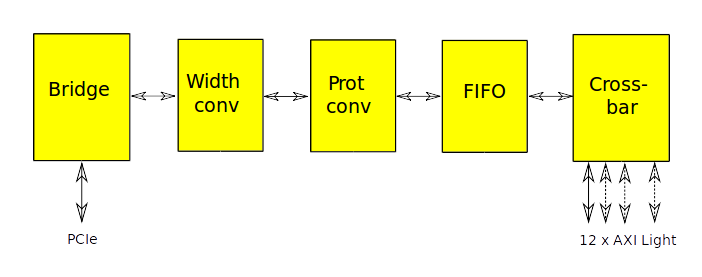 Bridge
Width
conv
Prot
conv
FIFO
Cross-
bar
PCIe
12 x AXI Light